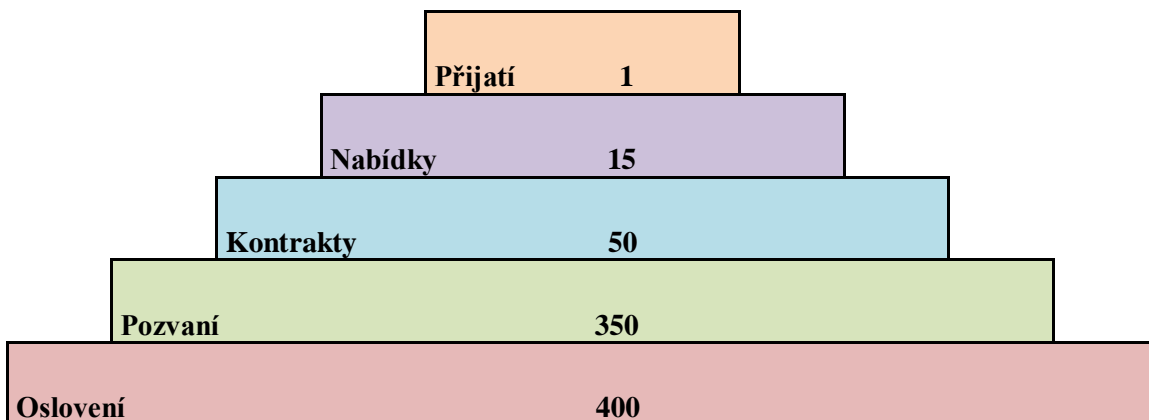 Přijatí 1
Nabídky 15
Kontrakty 50
Pozvaní 350
Oslovení 400